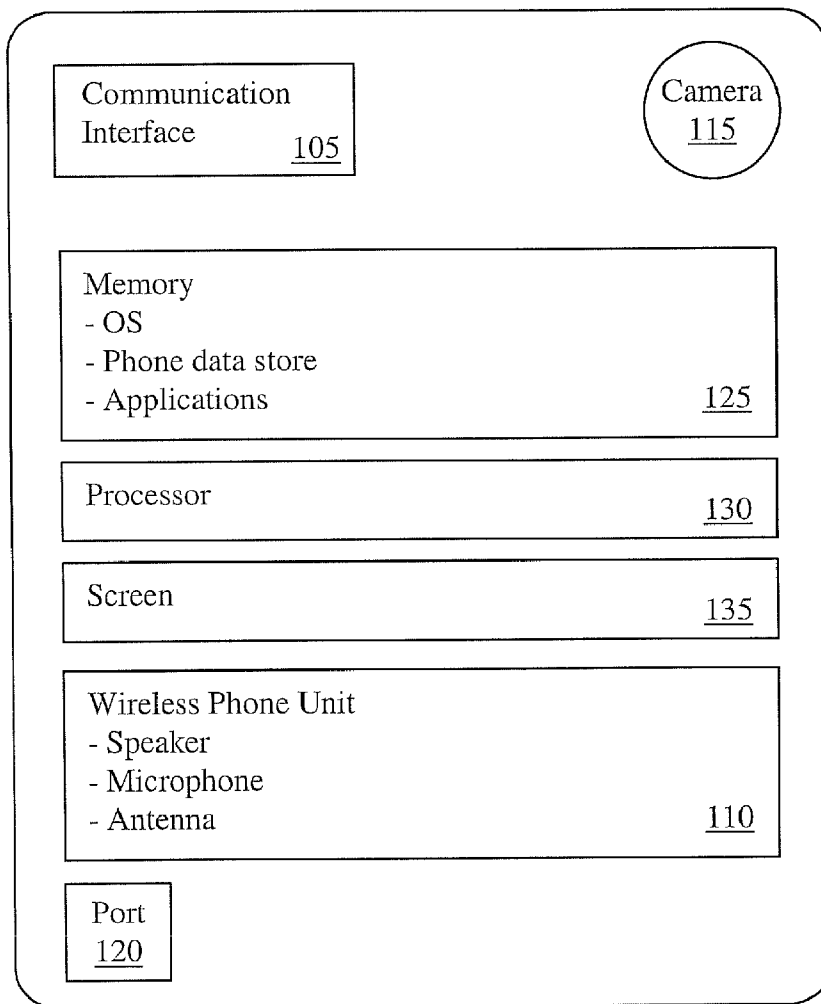 Communication
Interface
105
Camera
115
Memory
- OS
- Phone data store
- Applications
125
Processor
130
Screen
135
Wireless Phone Unit
- Speaker
- Microphone
- Antenna
110
Port
120